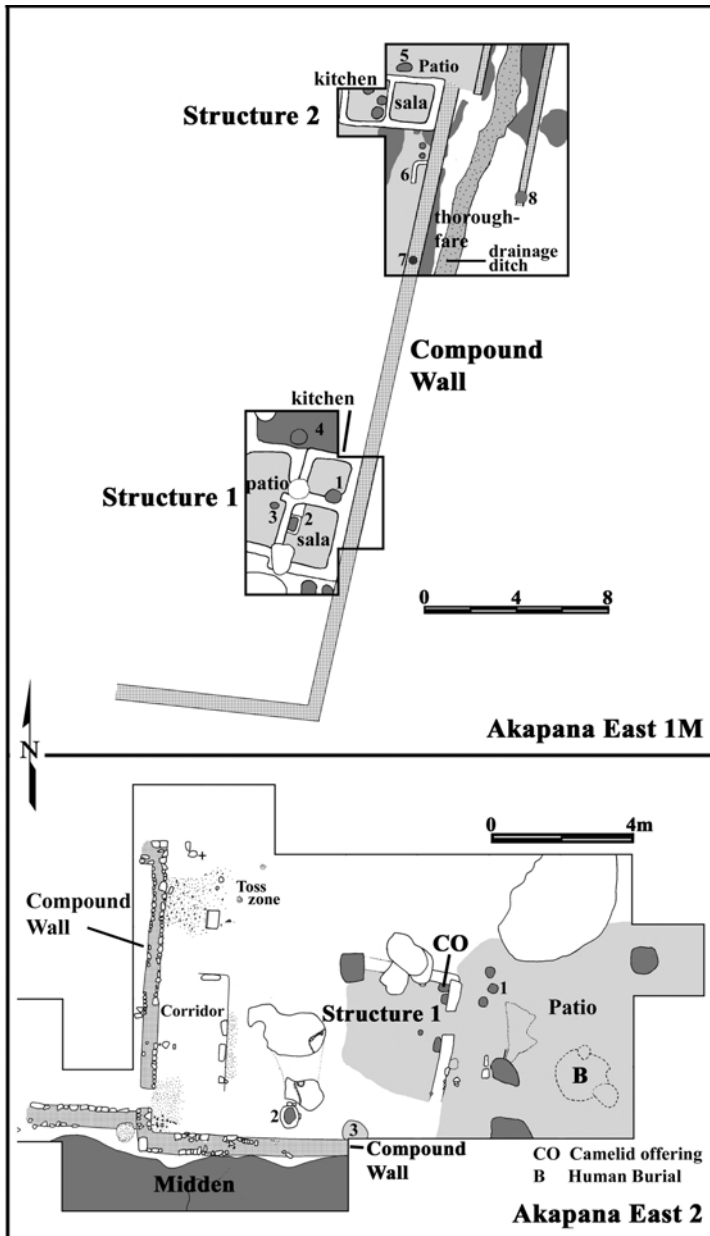 5
Patio
kitchen
sala
Structure 2
6
8
thorough-
fare
drainage
ditch
7
Compound
Wall
kitchen
4
patio
1
Structure 1
3
2
sala
0 4 8
N
Akapana East 1M
0 4m
Toss
zone
Compound
Wall
CO
1
Corridor
Structure 1
Patio
B
2
3
Compound
Wall
CO Camelid offering
B Human Burial
Midden
Akapana East 2